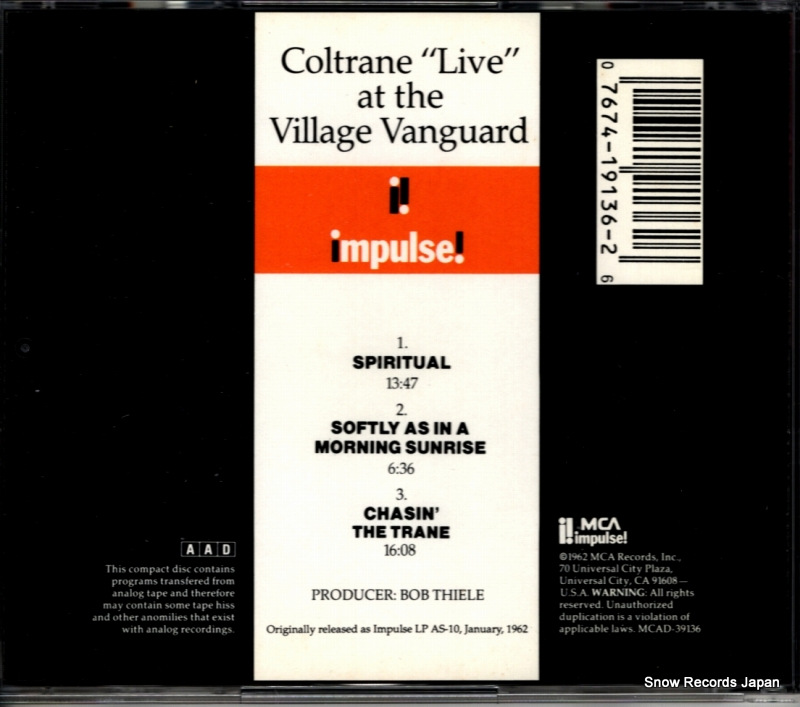 Coltrane “Live”
at the
Village Vanguard
i!
impulse!
1.
SPIRITUAL
13:47
2.
SOFTLY AS IN A
MORNING SUNRISE
6:36
3.
CHASIN'
THE TRANE
16:08
PRODUCER: BOB THIELE
Originally released as Impulse LP AS-10, January, 1962
A A D
This compact disc contains
programs transfered from
analog tape and therefore
may contain some tape hiss
and other anomilies that exist
with analog recordings.
0 7674-19136-2 6
i! MCA
impulse!
©1962 MCA Records, Inc.,
70 Universal City Plaza,
Universal City, CA 91608—
U.S.A. WARNING: All rights
reserved. Unauthorized
duplication is a violation of
applicable laws. MCAD-39136
Snow Records Japan